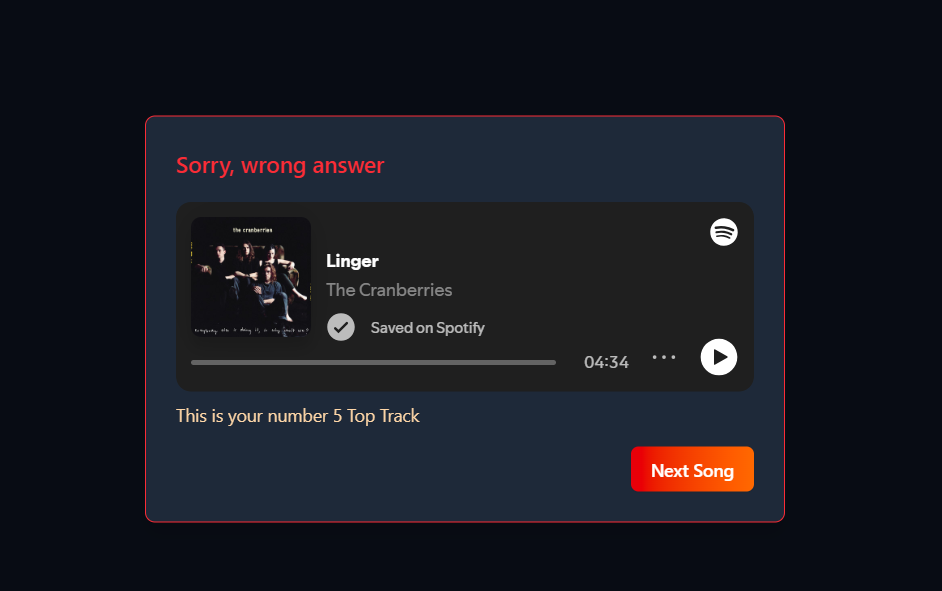 Sorry, wrong answer
the cranberries
Linger
The Cranberries
everybody else is doing it, so why can't we?
Saved on Spotify
04:34
This is your number 5 Top Track
Next Song